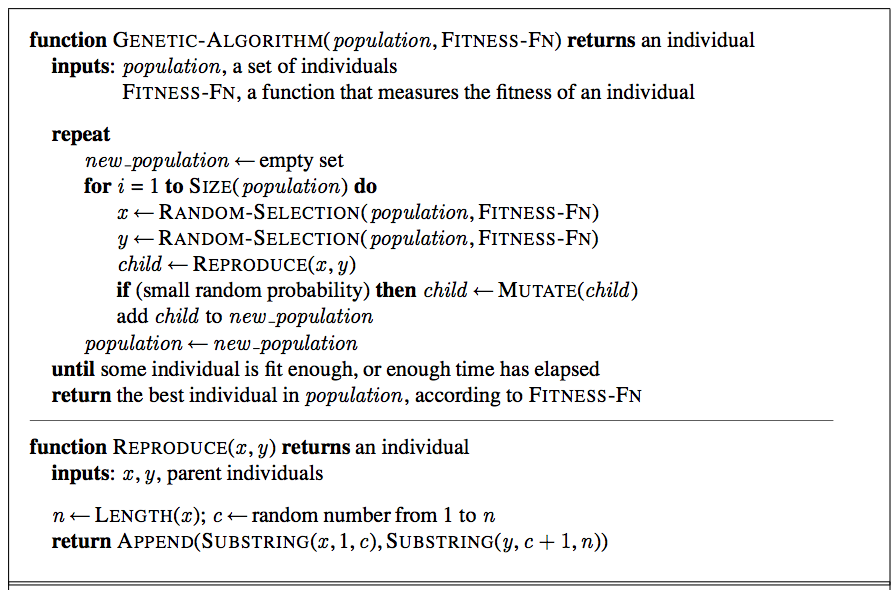 function GENETIC-ALGORITHM(population, FITNESS-FN) returns an individual
inputs: population, a set of individuals
FITNESS-FN, a function that measures the fitness of an individual
repeat
new_population ← empty set
for i = 1 to SIZE(population) do
x ← RANDOM-SELECTION(population, FITNESS-FN)
y ← RANDOM-SELECTION(population, FITNESS-FN)
child ← REPRODUCE(x, y)
if (small random probability) then child ← MUTATE(child)
add child to new_population
population ← new_population
until some individual is fit enough, or enough time has elapsed
return the best individual in population, according to FITNESS-FN
function REPRODUCE(x, y) returns an individual
inputs: x, y, parent individuals
n ← LENGTH(x); c ← random number from 1 to n
return APPEND(SUBSTRING(x, 1, c), SUBSTRING(y, c + 1, n))